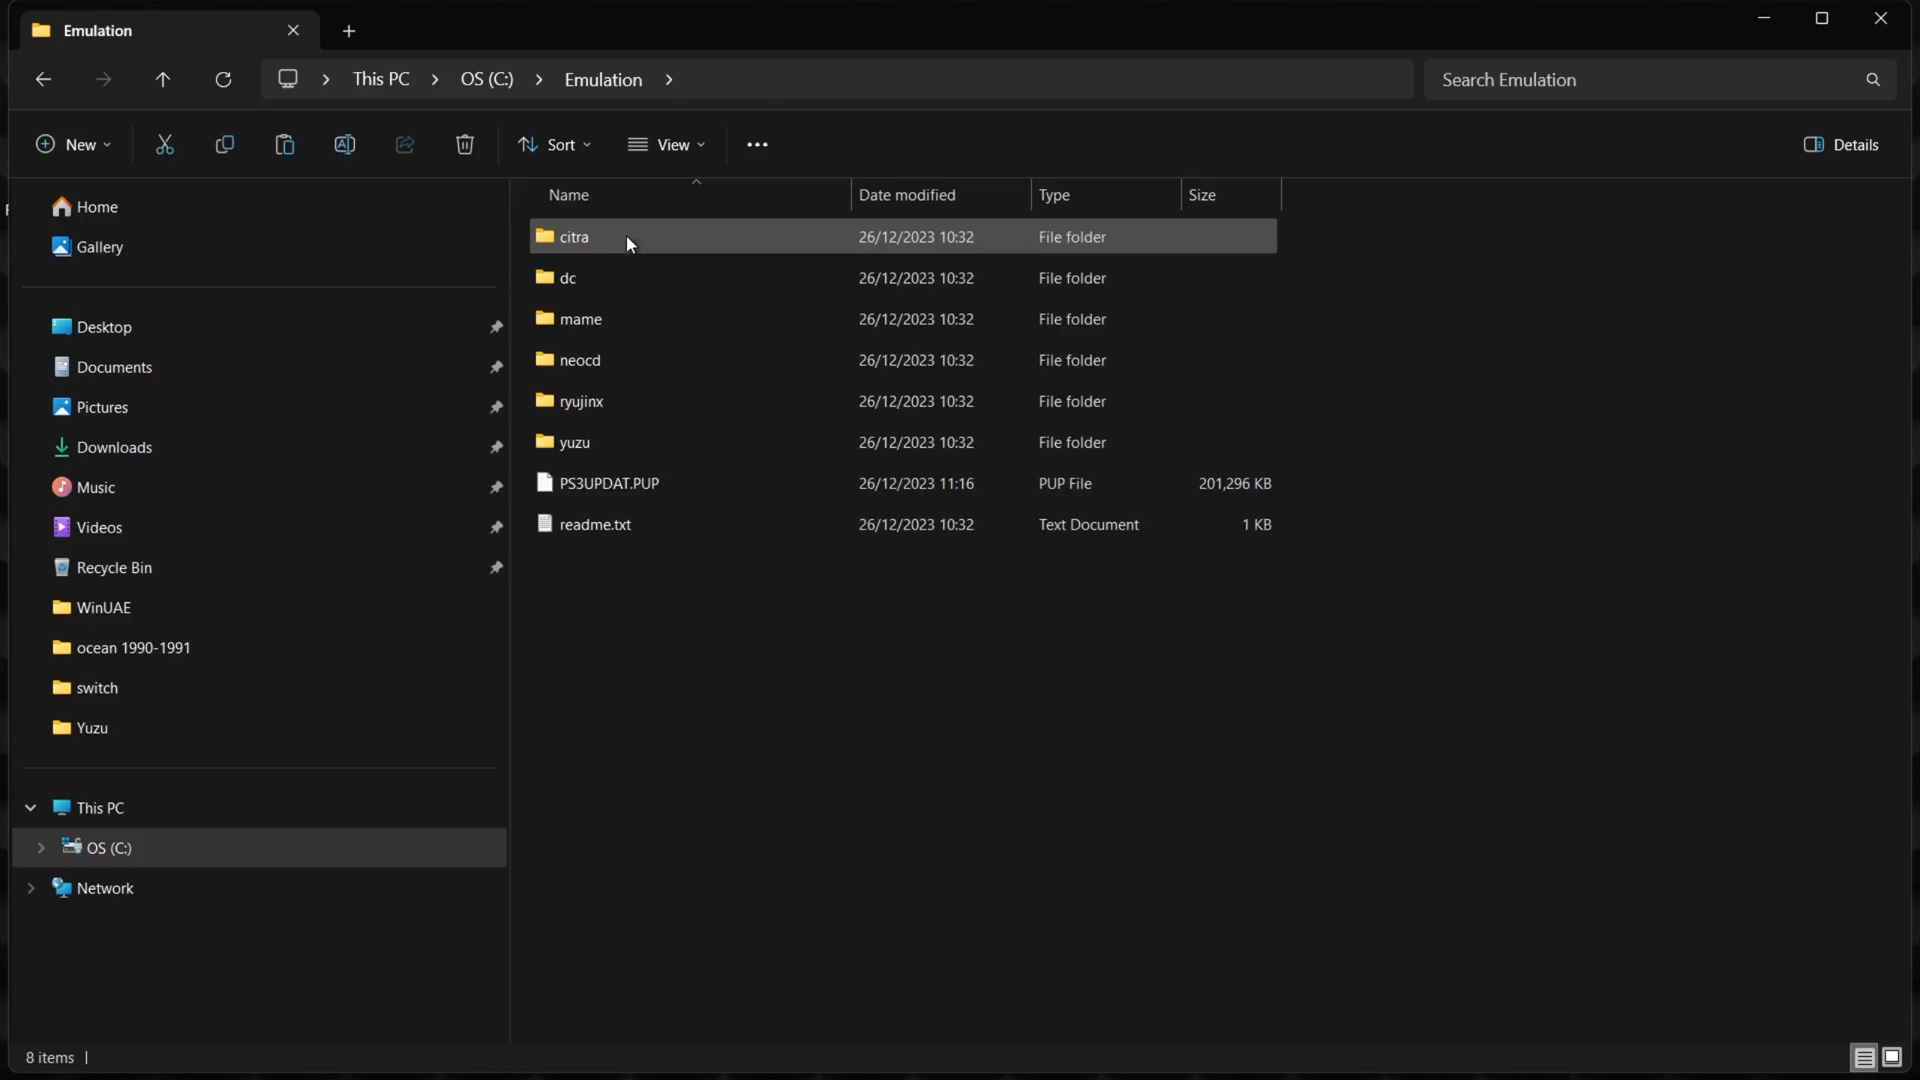 Emulation
This PC > OS (C:) > Emulation >
Search Emulation
New
Sort
View
Details
Home
Gallery
Desktop
Documents
Pictures
Downloads
Music
Videos
Recycle Bin
WinUAE
ocean 1990-1991
switch
Yuzu
This PC
OS (C:)
Network
Name Date modified Type Size
citra 26/12/2023 10:32 File folder
dc 26/12/2023 10:32 File folder
mame 26/12/2023 10:32 File folder
neocd 26/12/2023 10:32 File folder
ryujinx 26/12/2023 10:32 File folder
yuzu 26/12/2023 10:32 File folder
PS3UPDAT.PUP 26/12/2023 11:16 PUP File 201,296 KB
readme.txt 26/12/2023 10:32 Text Document 1 KB
8 items